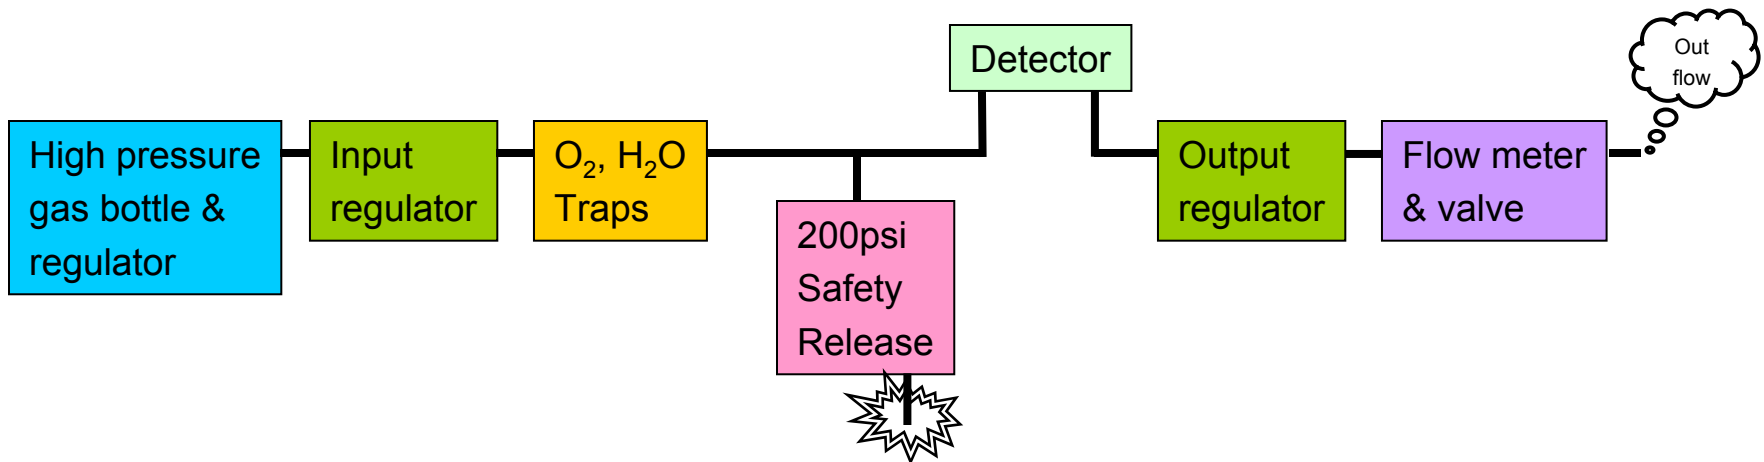 High pressure
gas bottle &
regulator
Input
regulator
O₂, H₂O
Traps
200psi
Safety
Release
Detector
Output
regulator
Flow meter
& valve
Out
flow